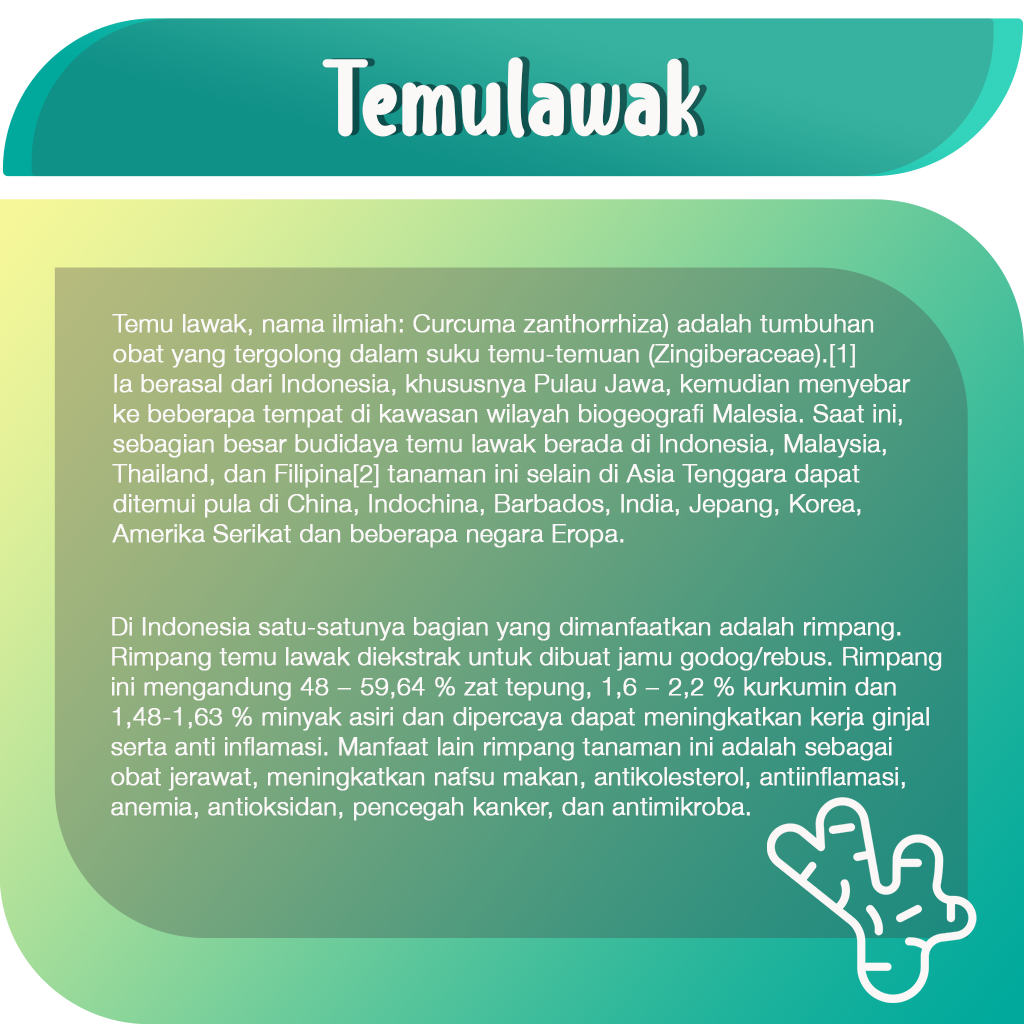 Temulawak
Temu lawak, nama ilmiah: Curcuma zanthorrhiza) adalah tumbuhan
obat yang tergolong dalam suku temu-temuan (Zingiberaceae).[1]
Ia berasal dari Indonesia, khususnya Pulau Jawa, kemudian menyebar
ke beberapa tempat di kawasan wilayah biogeografi Malesia. Saat ini,
sebagian besar budidaya temu lawak berada di Indonesia, Malaysia,
Thailand, dan Filipina[2] tanaman ini selain di Asia Tenggara dapat
ditemui pula di China, Indochina, Barbados, India, Jepang, Korea,
Amerika Serikat dan beberapa negara Eropa.
Di Indonesia satu-satunya bagian yang dimanfaatkan adalah rimpang.
Rimpang temu lawak diekstrak untuk dibuat jamu godog/rebus. Rimpang
ini mengandung 48 – 59,64 % zat tepung, 1,6 – 2,2 % kurkumin dan
1,48-1,63 % minyak asiri dan dipercaya dapat meningkatkan kerja ginjal
serta anti inflamasi. Manfaat lain rimpang tanaman ini adalah sebagai
obat jerawat, meningkatkan nafsu makan, antikolesterol, antiinflamasi,
anemia, antioksidan, pencegah kanker, dan antimikroba.